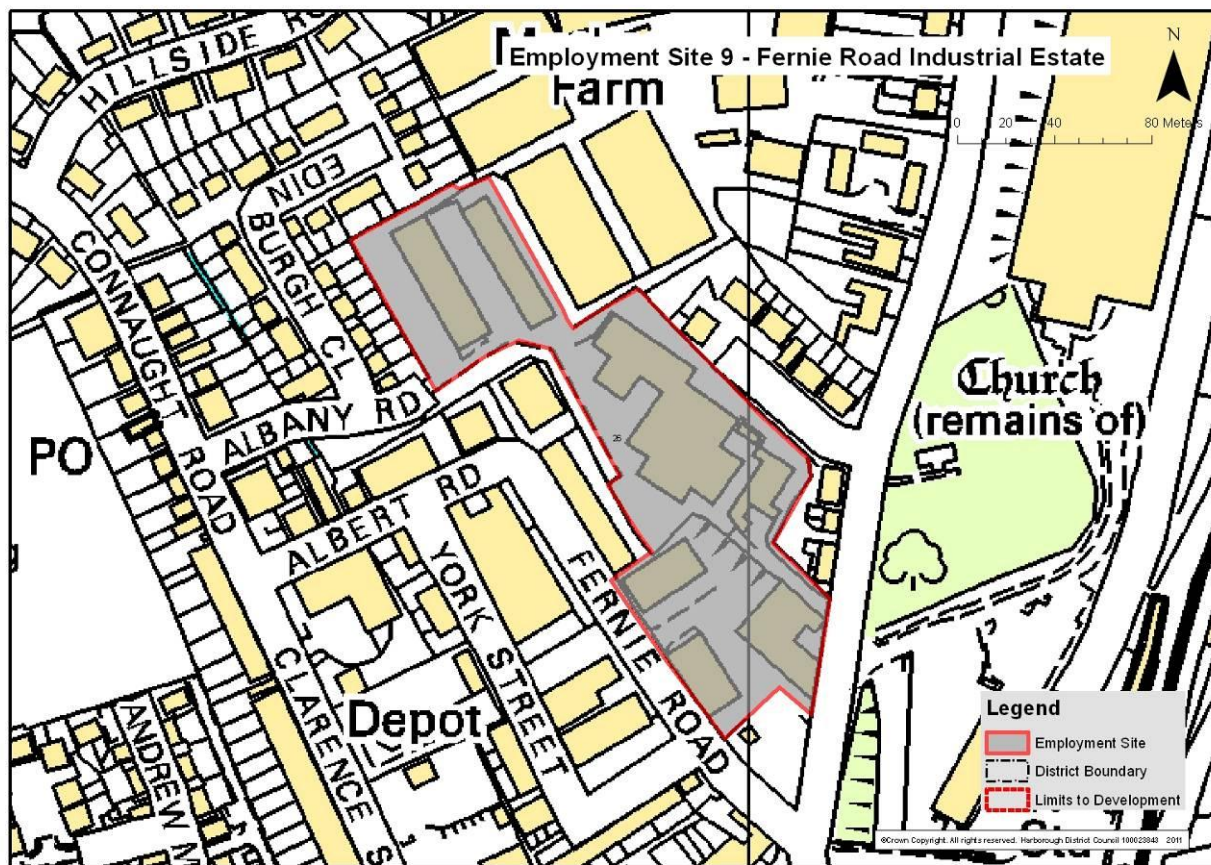 Employment Site 9 - Fernie Road Industrial Estate
Farm
N
0 20 40 80 Meters
HILLSIDE
EDIN
BURGH CL
CONNAUGHT ROAD
ALBANY RD
PO
ALBERT RD
YORK STREET
FERNIE ROAD
CLARENCE S
Depot
ANDREW M
26
Church
(remains of)
Legend
Employment Site
District Boundary
Limits to Development
©Crown Copyright. All rights reserved. Harborough District Council 100023843 2011